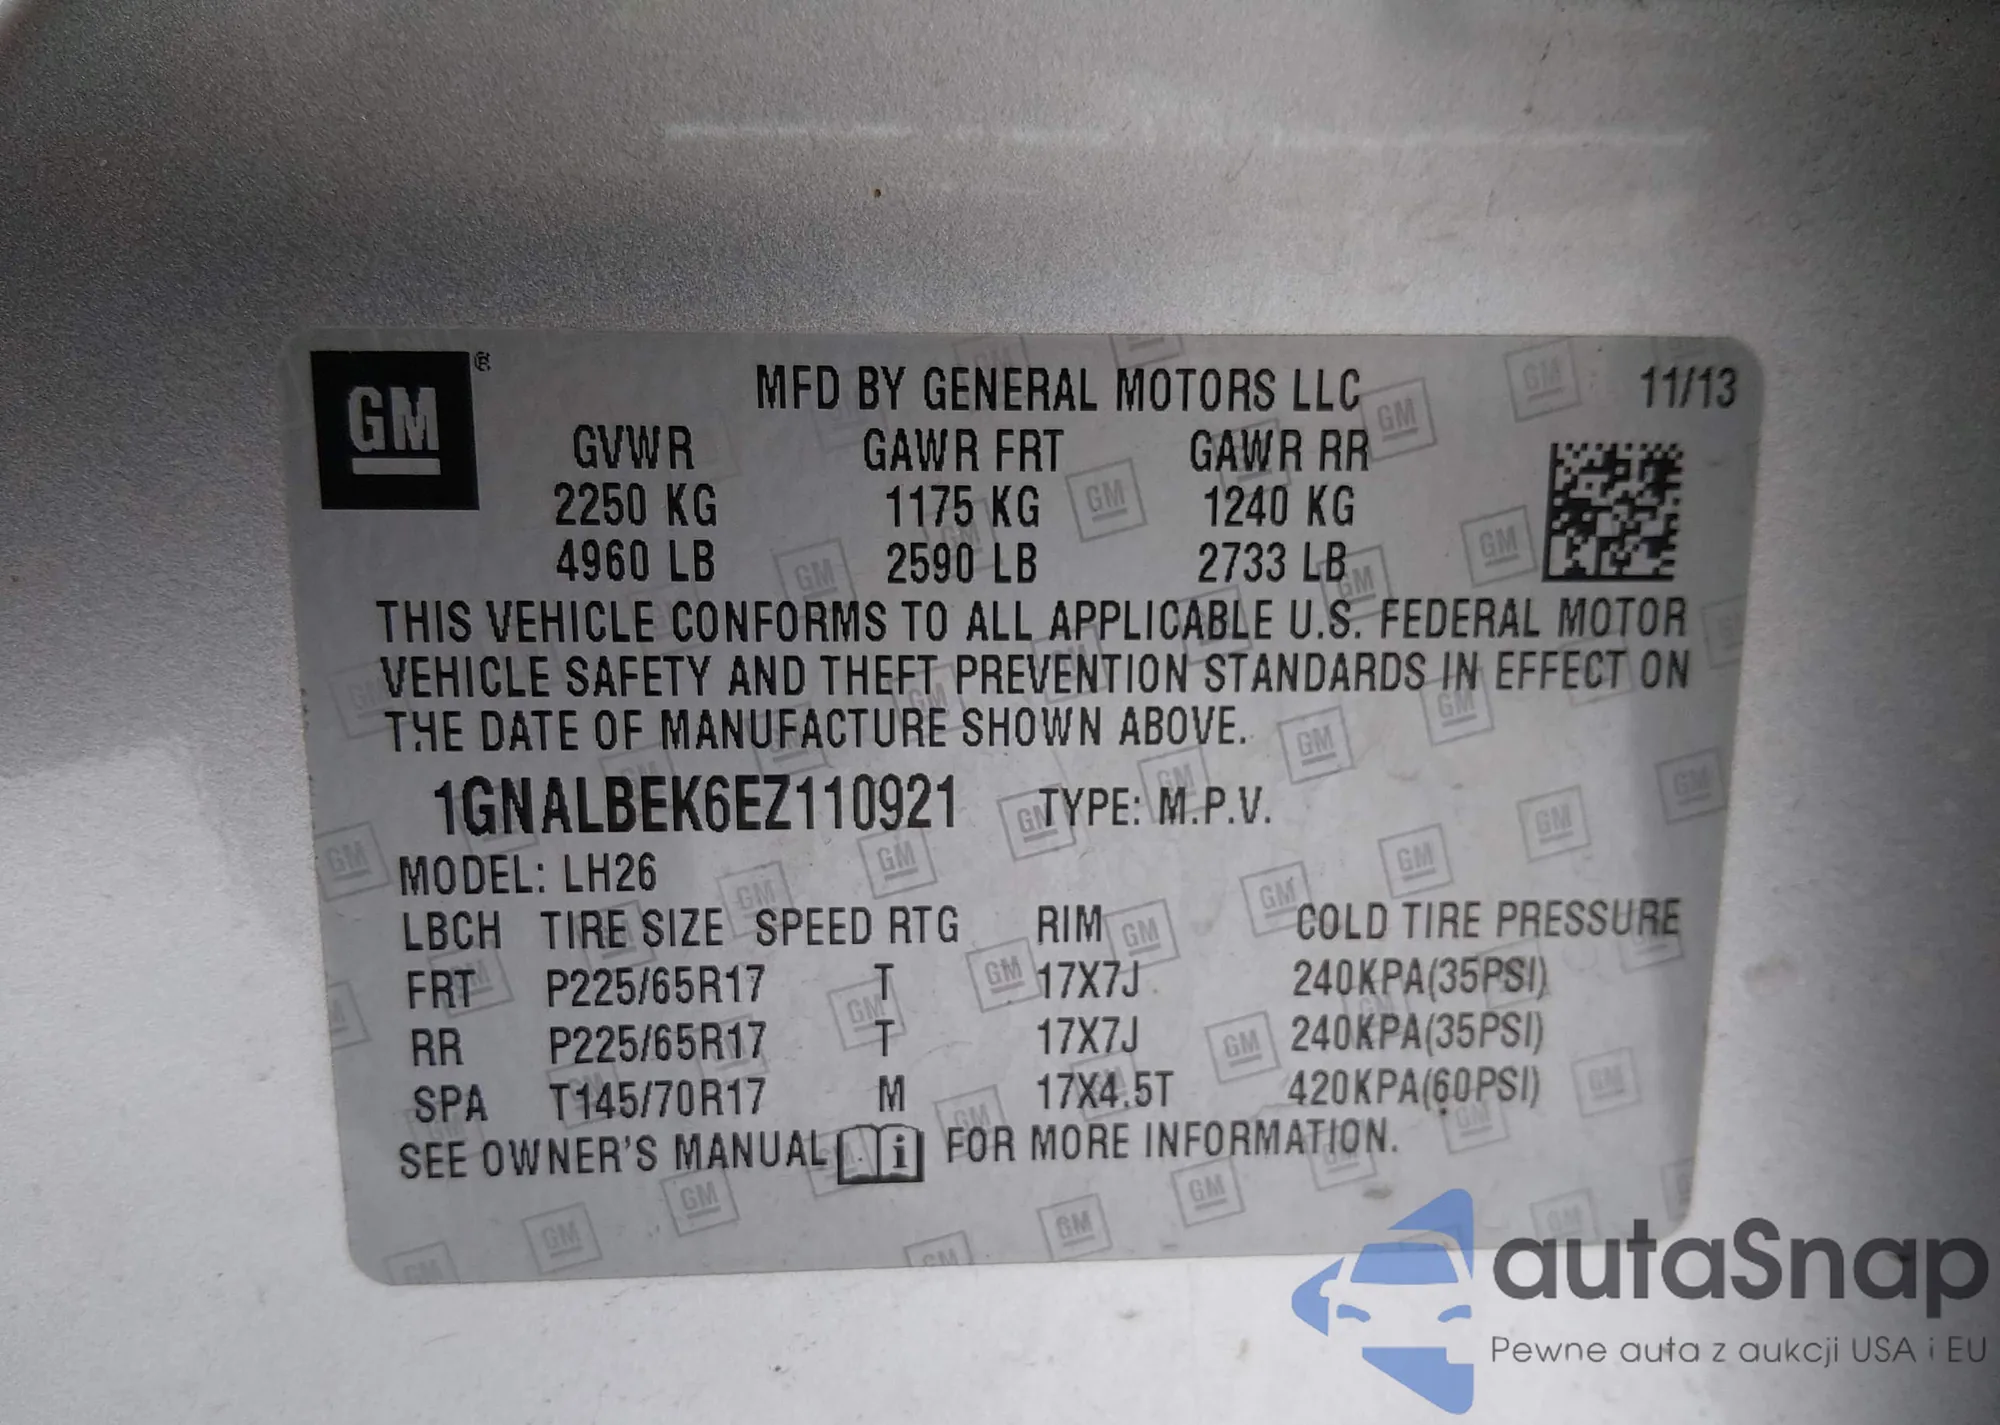 GM®
MFD BY GENERAL MOTORS LLC 11/13
GVWR GAWR FRT GAWR RR
2250 KG 1175 KG 1240 KG
4960 LB 2590 LB 2733 LB
THIS VEHICLE CONFORMS TO ALL APPLICABLE U.S. FEDERAL MOTOR
VEHICLE SAFETY AND THEFT PREVENTION STANDARDS IN EFFECT ON
THE DATE OF MANUFACTURE SHOWN ABOVE.
1GNALBEK6EZ110921 TYPE: M.P.V.
MODEL: LH26
LBCH TIRE SIZE SPEED RTG RIM COLD TIRE PRESSURE
FRT P225/65R17 T 17X7J 240KPA(35PSI)
RR P225/65R17 T 17X7J 240KPA(35PSI)
SPA T145/70R17 M 17X4.5T 420KPA(60PSI)
SEE OWNER'S MANUAL i FOR MORE INFORMATION.
autaSnap
Pewne auta z aukcji USA i EU